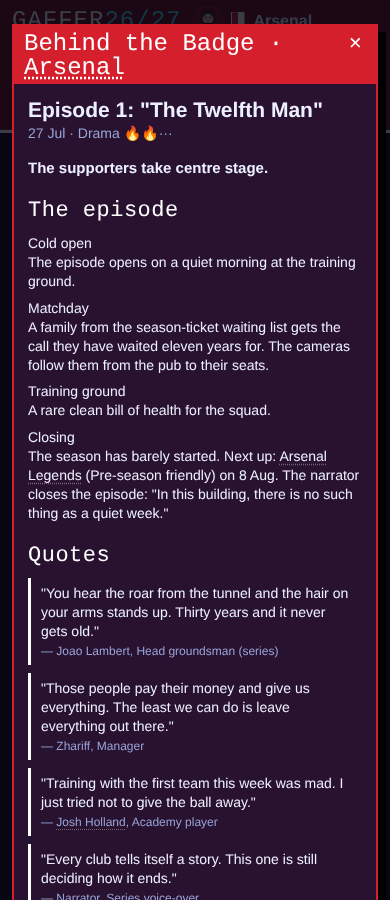 GAFFER26/27 Arsenal
Behind the Badge ·
Arsenal
✕
Episode 1: "The Twelfth Man"
27 Jul · Drama 🔥🔥···
The supporters take centre stage.
The episode
Cold open
The episode opens on a quiet morning at the training
ground.
Matchday
A family from the season-ticket waiting list gets the
call they have waited eleven years for. The cameras
follow them from the pub to their seats.
Training ground
A rare clean bill of health for the squad.
Closing
The season has barely started. Next up: Arsenal
Legends (Pre-season friendly) on 8 Aug. The narrator
closes the episode: "In this building, there is no such
thing as a quiet week."
Quotes
"You hear the roar from the tunnel and the hair on
your arms stands up. Thirty years and it never
gets old."
— Joao Lambert, Head groundsman (series)
"Those people pay their money and give us
everything. The least we can do is leave
everything out there."
— Zhariff, Manager
"Training with the first team this week was mad. I
just tried not to give the ball away."
— Josh Holland, Academy player
"Every club tells itself a story. This one is still
deciding how it ends."
— Narrator, Series voice-over